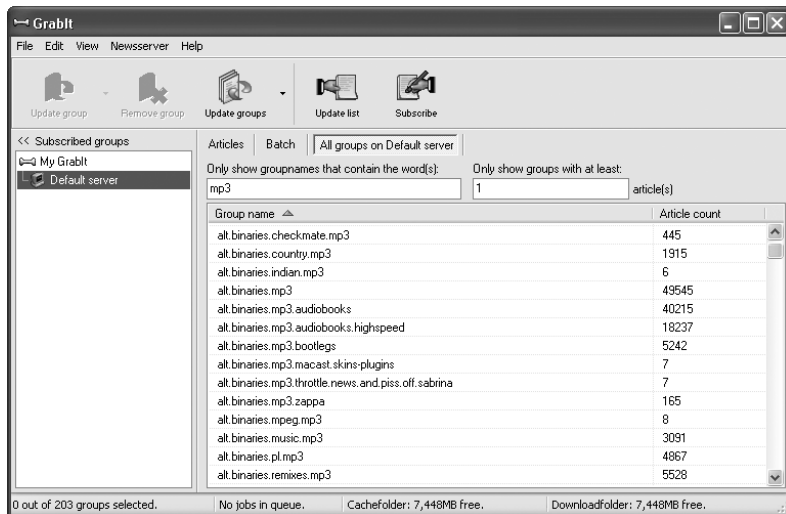 GrabIt
File Edit View Newsserver Help
Update group Remove group Update groups Update list Subscribe
<< Subscribed groups
My GrabIt
Default server
Articles Batch All groups on Default server
Only show groupnames that contain the word(s): Only show groups with at least:
mp3 1 article(s)
Group name Article count
alt.binaries.checkmate.mp3 445
alt.binaries.country.mp3 1915
alt.binaries.indian.mp3 6
alt.binaries.mp3 49545
alt.binaries.mp3.audiobooks 40215
alt.binaries.mp3.audiobooks.highspeed 18237
alt.binaries.mp3.bootlegs 5242
alt.binaries.mp3.macast.skins-plugins 7
alt.binaries.mp3.throttle.news.and.piss.off.sabrina 7
alt.binaries.mp3.zappa 165
alt.binaries.mpeg.mp3 8
alt.binaries.music.mp3 3091
alt.binaries.pl.mp3 4867
alt.binaries.remixes.mp3 5528
0 out of 203 groups selected. No jobs in queue. Cachefolder: 7,448MB free. Downloadfolder: 7,448MB free.